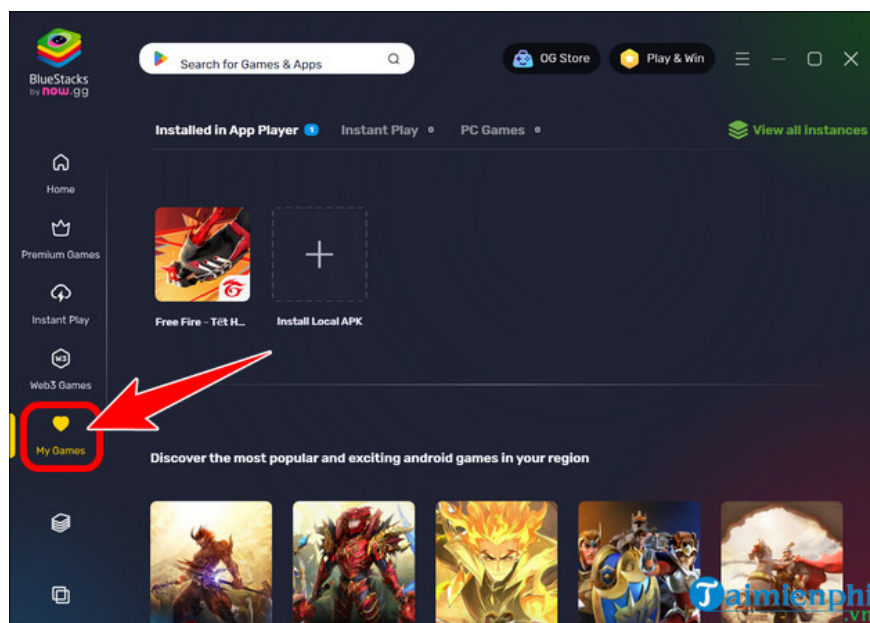 BlueStacks
by now.gg
Search for Games & Apps
OG Store
Play & Win
Installed in App Player 1
Instant Play 0
PC Games 0
View all instances
Home
Premium Games
Instant Play
W3
Web3 Games
My Games
Free Fire - Tết H...
Install Local APK
Discover the most popular and exciting android games in your region
Taimienphi
.vn